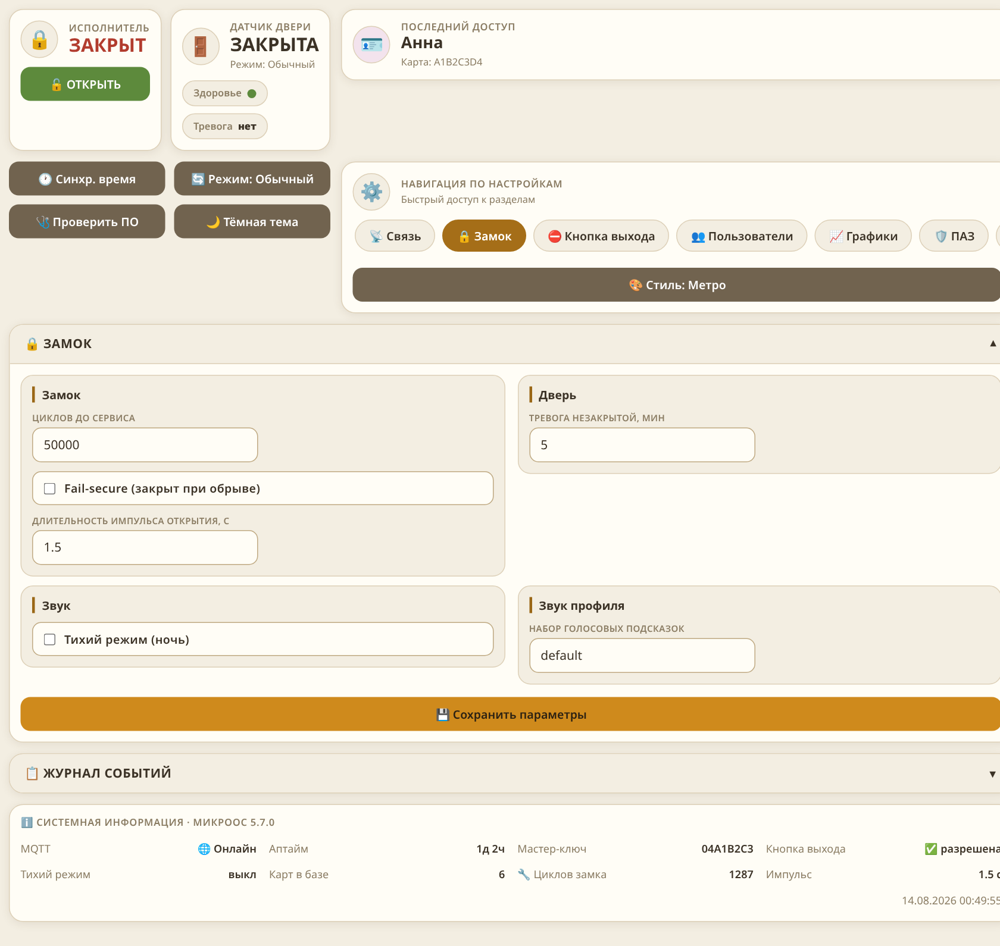 ИСПОЛНИТЕЛЬ
ЗАКРЫТ
ОТКРЫТЬ
ДАТЧИК ДВЕРИ
ЗАКРЫТА
Режим: Обычный
Здоровье
Тревога нет
ПОСЛЕДНИЙ ДОСТУП
Анна
Карта: A1B2C3D4
Синхр. время
Режим: Обычный
Проверить ПО
Тёмная тема
НАВИГАЦИЯ ПО НАСТРОЙКАМ
Быстрый доступ к разделам
Связь
Замок
Кнопка выхода
Пользователи
Графики
ПАЗ
Стиль: Метро
ЗАМОК
Замок
ЦИКЛОВ ДО СЕРВИСА
50000
Fail-secure (закрыт при обрыве)
ДЛИТЕЛЬНОСТЬ ИМПУЛЬСА ОТКРЫТИЯ, С
1.5
Дверь
ТРЕВОГА НЕЗАКРЫТОЙ, МИН
5
Звук
Тихий режим (ночь)
Звук профиля
НАБОР ГОЛОСОВЫХ ПОДСКАЗОК
default
Сохранить параметры
ЖУРНАЛ СОБЫТИЙ
СИСТЕМНАЯ ИНФОРМАЦИЯ · МИКРООС 5.7.0
MQTT Онлайн Аптайм 1д 2ч Мастер-ключ 04A1B2C3 Кнопка выхода разрешена
Тихий режим выкл Карт в базе 6 Циклов замка 1287 Импульс 1.5 с
14.08.2026 00:49:55